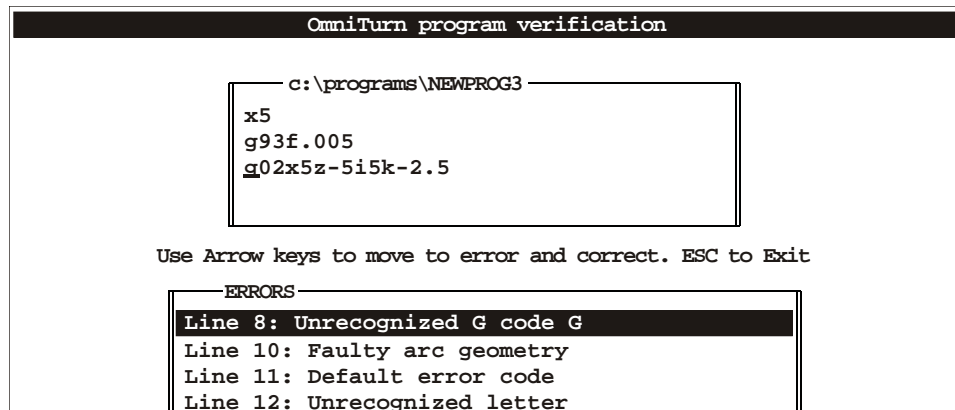 OmniTurn program verification
c:\programs\NEWPROG3
x5
g93f.005
g02x5z-5i5k-2.5
Use Arrow keys to move to error and correct. ESC to Exit
ERRORS
Line 8: Unrecognized G code G
Line 10: Faulty arc geometry
Line 11: Default error code
Line 12: Unrecognized letter